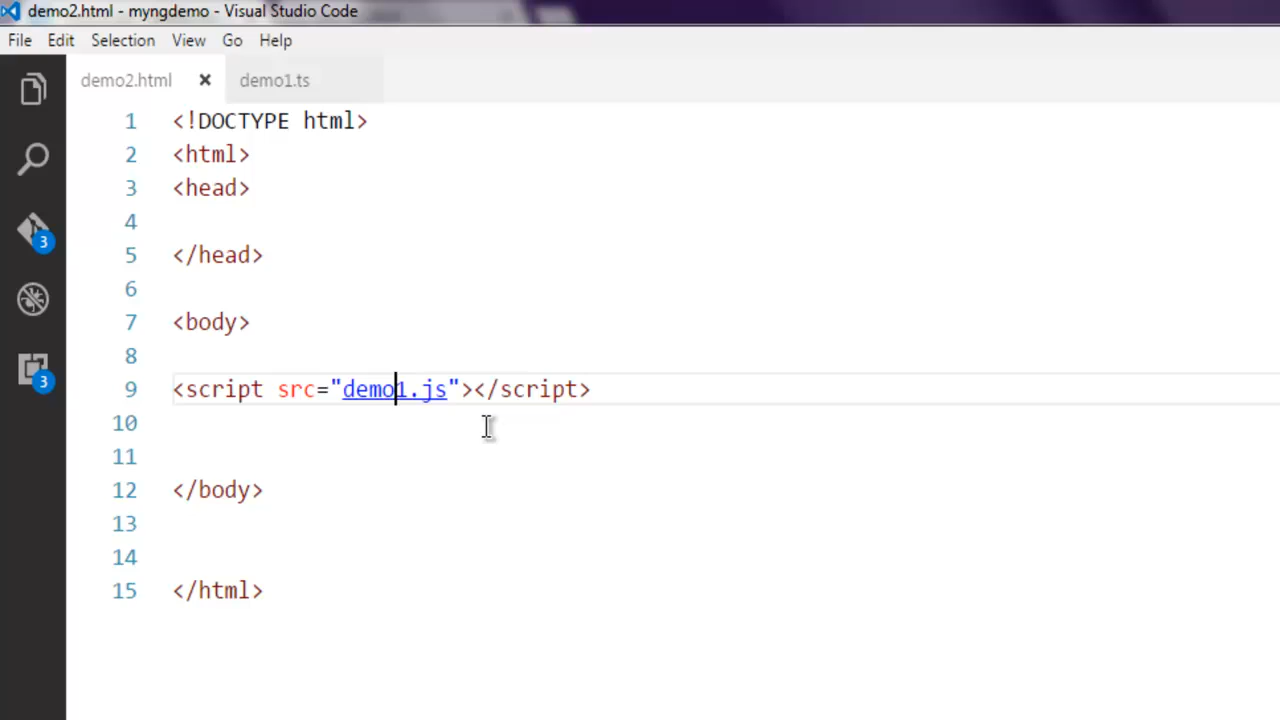 demo2.html - myngdemo - Visual Studio Code
File Edit Selection View Go Help
demo2.html × demo1.ts
1 <!DOCTYPE html>
2 <html>
3 <head>
4
5 </head>
6
7 <body>
8
9 <script src="demo1.js"></script>
10
11
12 </body>
13
14
15 </html>
3
3